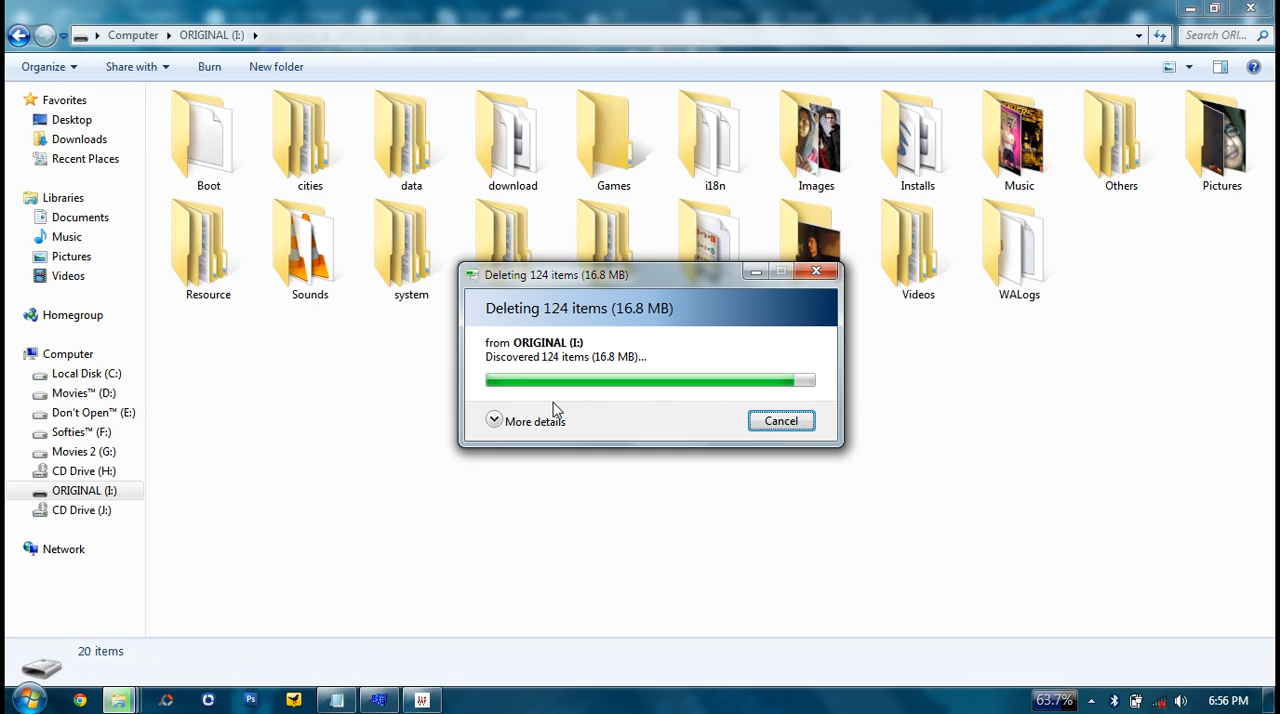 Computer ORIGINAL (I:) Search ORI...
Organize Share with Burn New folder
Favorites
Desktop
Downloads
Recent Places
Libraries
Documents
Music
Pictures
Videos
Homegroup
Computer
Local Disk (C:)
Movies™ (D:)
Don't Open™ (E:)
Softies™ (F:)
Movies 2 (G:)
CD Drive (H:)
ORIGINAL (I:)
CD Drive (J:)
Network
Boot cities data download Games i18n Images Installs Music Others Pictures
Resource Sounds system Videos WALogs
Deleting 124 items (16.8 MB)
Deleting 124 items (16.8 MB)
from ORIGINAL (I:)
Discovered 124 items (16.8 MB)...
More details Cancel
20 items
Ps 63.7% 6:56 PM